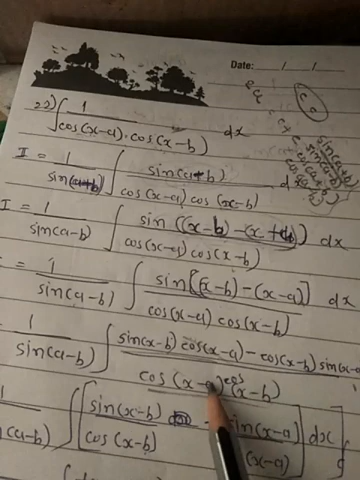 Date: / / /
22) ∫ 1 / cos(x-a).cos(x-b) dx
I = 1 / sin(a-b) ∫ sin(a-b) / cos(x-a) cos(x-b) d
I = 1 / sin(a-b) ∫ sin((x-b)-(x-a)) / cos(x-a) cos(x-b) dx
= 1 / sin(a-b) ∫ sin[(x-b)-(x-a)] / cos(x-a) cos(x-b) dx
1 / sin(a-b) ∫ sin(x-b) cos(x-a) - cos(x-b) sin(x-a / cos(x-a) cos(x-b)
1 / (a-b) ∫ [sin(x-b) / cos(x-b) - sin(x-a) / (x-a)] dx